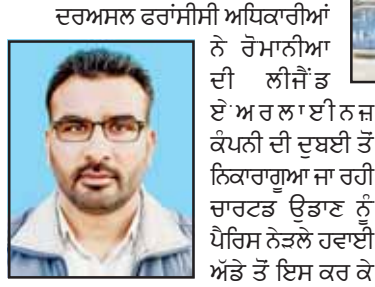 ਦਰਅਸਲ ਫਰਾਂਸੀਸੀ ਅਧਿਕਾਰੀਆਂ
ਨੇ ਰੋਮਾਨੀਆ
ਦੀ ਲੀਜੈਂਡ
ਏਅਰਲਾਈਨਜ਼
ਕੰਪਨੀ ਦੀ ਦੁਬਈ ਤੋਂ
ਨਿਕਾਰਾਗੂਆ ਜਾ ਰਹੀ
ਚਾਰਟਡ ਉਡਾਣ ਨੂੰ
ਪੈਰਿਸ ਨੇੜਲੇ ਹਵਾਈ
ਅੱਡੇ ਤੋਂ ਇਸ ਕਰ ਕੇ